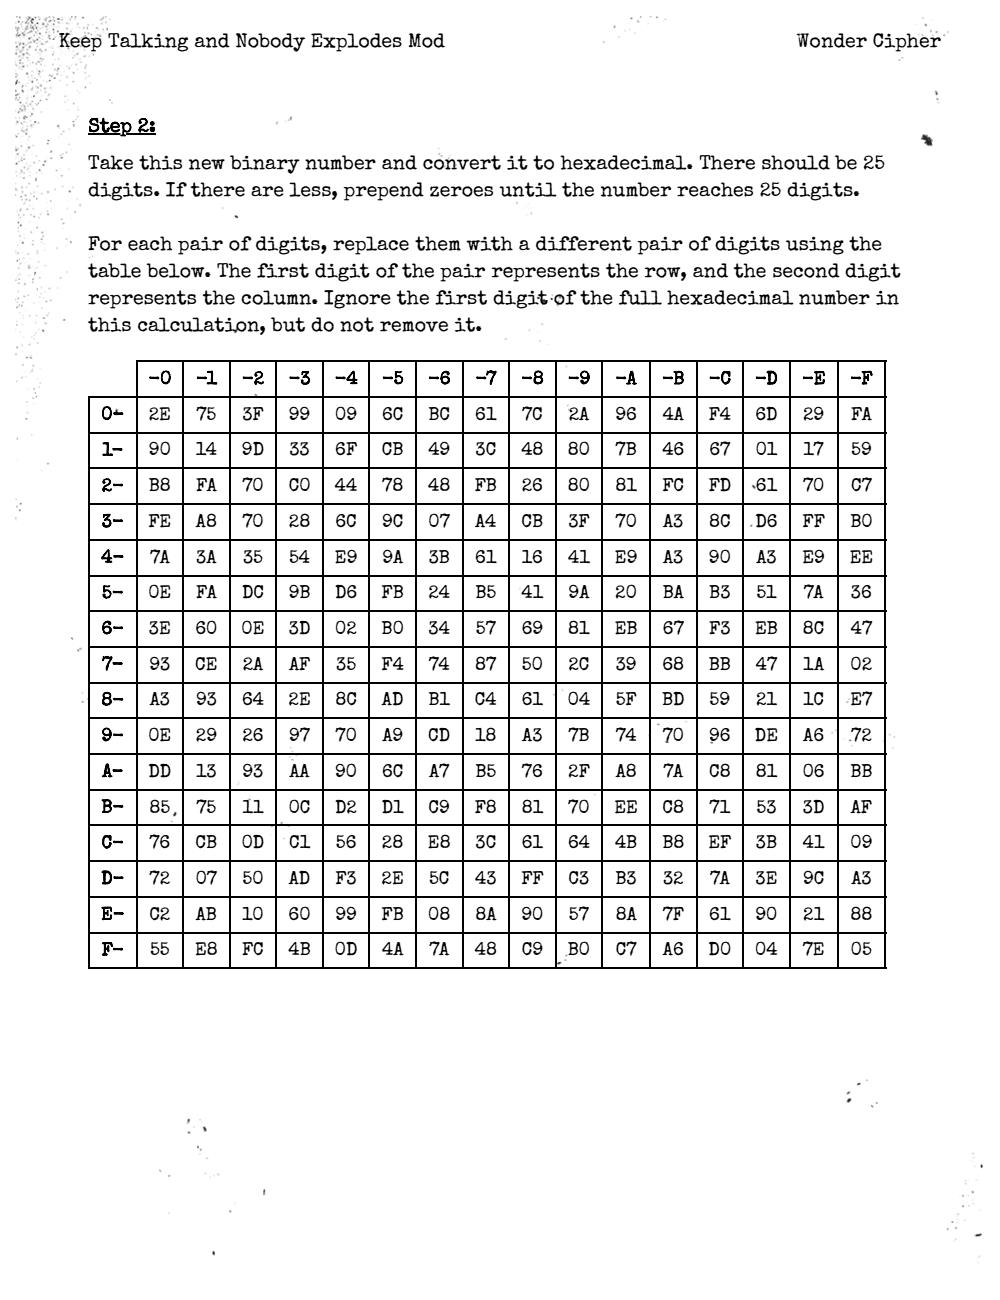 Keep Talking and Nobody Explodes Mod
Wonder Cipher
Step 2:
Take this new binary number and convert it to hexadecimal. There should be 25
digits. If there are less, prepend zeroes until the number reaches 25 digits.
For each pair of digits, replace them with a different pair of digits using the
table below. The first digit of the pair represents the row, and the second digit
represents the column. Ignore the first digit of the full hexadecimal number in
this calculation, but do not remove it.
-0 -1 -2 -3 -4 -5 -6 -7 -8 -9 -A -B -C -D -E -F
0- 2E 75 3F 99 09 6C BC 61 7C 2A 96 4A F4 6D 29 FA
1- 90 14 9D 33 6F CB 49 3C 48 80 7B 46 67 01 17 59
2- B8 FA 70 C0 44 78 48 FB 26 80 81 FC FD 61 70 C7
3- FE A8 70 28 6C 9C 07 A4 CB 3F 70 A3 8C D6 FF B0
4- 7A 3A 35 54 E9 9A 3B 61 16 41 E9 A3 90 A3 E9 EE
5- 0E FA DC 9B D6 FB 24 B5 41 9A 20 BA B3 51 7A 36
6- 3E 60 0E 3D 02 B0 34 57 69 81 EB 67 F3 EB 8C 47
7- 93 CE 2A AF 35 F4 74 87 50 2C 39 68 BB 47 1A 02
8- A3 93 64 2E 8C AD B1 C4 61 04 5F BD 59 21 1C E7
9- 0E 29 26 97 70 A9 CD 18 A3 7B 74 70 96 DE A6 72
A- DD 13 93 AA 90 6C A7 B5 76 2F A8 7A C8 81 06 BB
B- 85 75 11 0C D2 D1 C9 F8 81 70 EE C8 71 53 3D AF
C- 76 CB 0D C1 56 28 E8 3C 61 64 4B B8 EF 3B 41 09
D- 72 07 50 AD F3 2E 5C 43 FF C3 B3 32 7A 3E 9C A3
E- C2 AB 10 60 99 FB 08 8A 90 57 8A 7F 61 90 21 88
F- 55 E8 FC 4B 0D 4A 7A 48 C9 B0 C7 A6 D0 04 7E 05